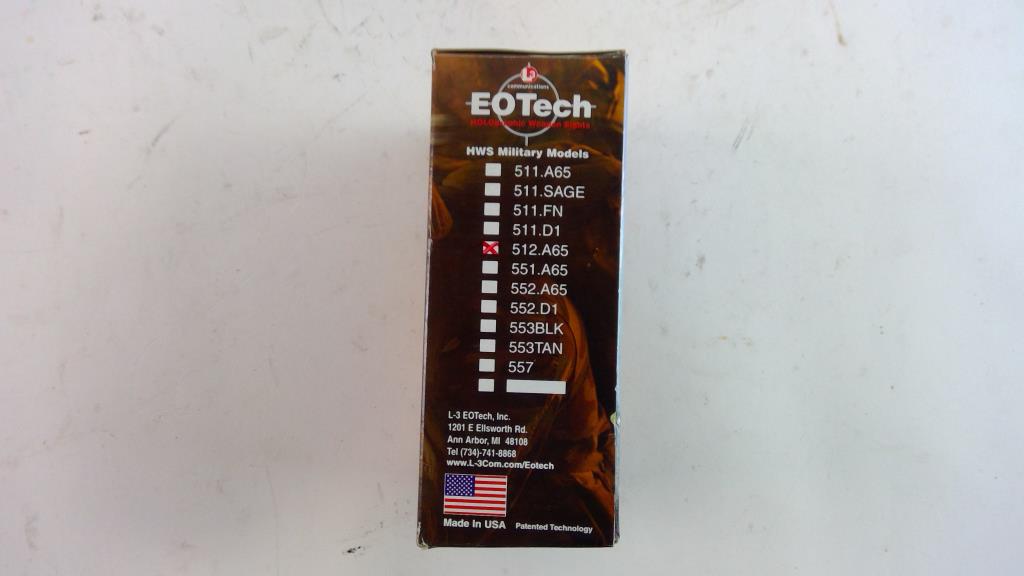 L3
communications
EOTech
HOLOgraphic Weapon Sights
HWS Military Models
511.A65
511.SAGE
511.FN
511.D1
512.A65
551.A65
552.A65
552.D1
553BLK
553TAN
557
L-3 EOTech, Inc.
1201 E Ellsworth Rd.
Ann Arbor, MI 48108
Tel (734)-741-8868
www.L-3Com.com/Eotech
Made In USA Patented Technology